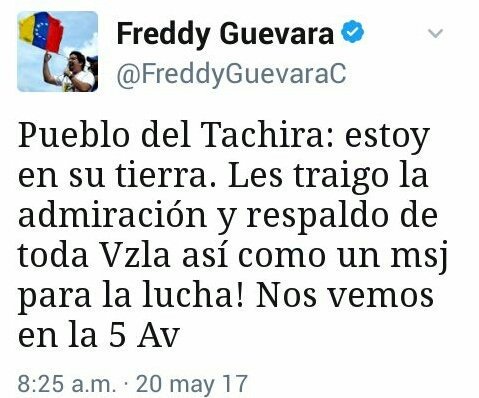 Freddy Guevara
@FreddyGuevaraC
Pueblo del Tachira: estoy
en su tierra. Les traigo la
admiración y respaldo de
toda Vzla así como un msj
para la lucha! Nos vemos
en la 5 Av
8:25 a.m. · 20 may 17